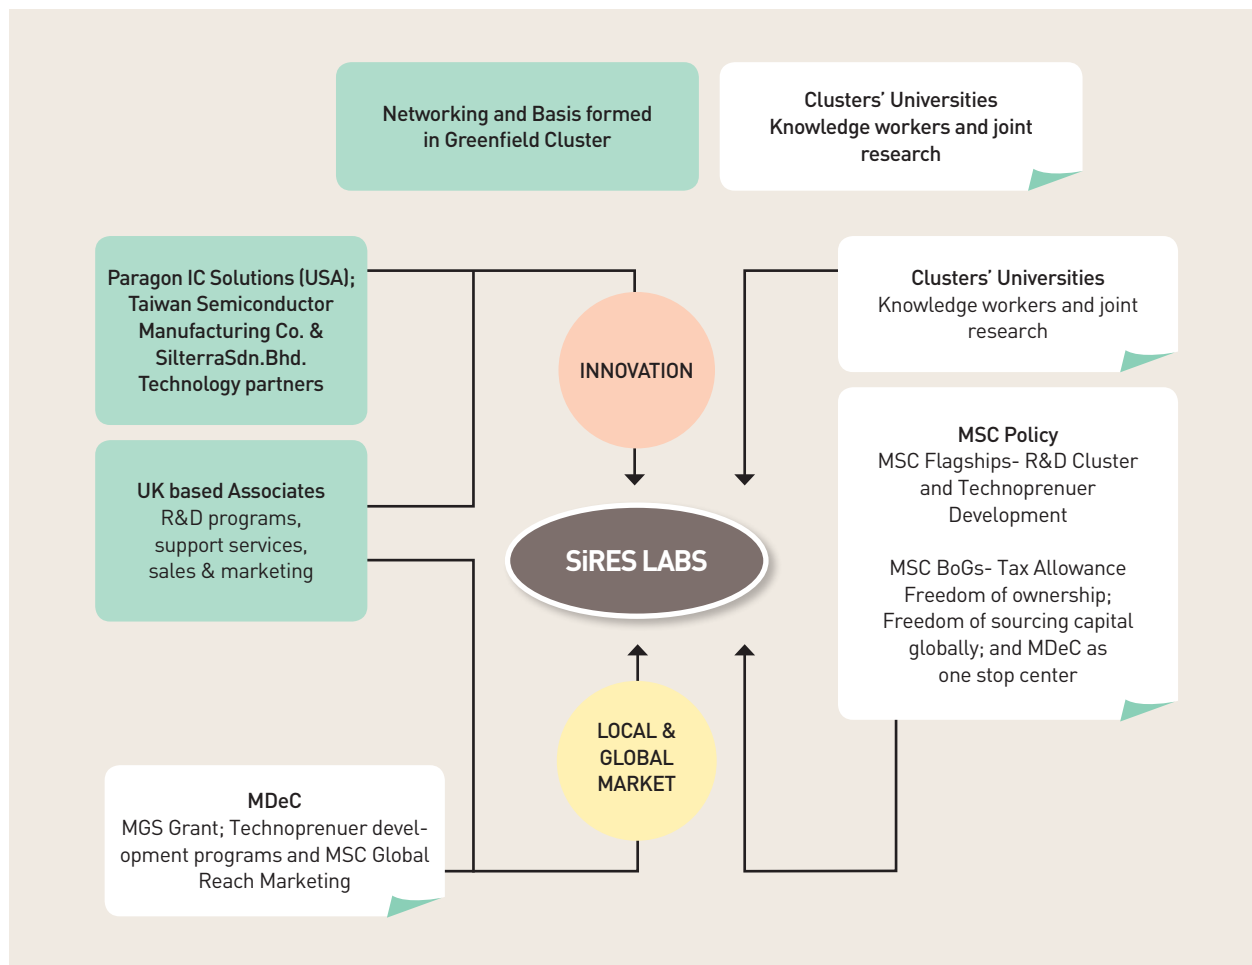 Networking and Basis formed
in Greenfield Cluster
Clusters’ Universities
Knowledge workers and joint
research
Paragon IC Solutions (USA);
Taiwan Semiconductor
Manufacturing Co. &
SilterraSdn.Bhd.
Technology partners
UK based Associates
R&D programs,
support services,
sales & marketing
INNOVATION
Clusters’ Universities
Knowledge workers and joint
research
MSC Policy
MSC Flagships- R&D Cluster
and Technoprenuer
Development
MSC BoGs- Tax Allowance
Freedom of ownership;
Freedom of sourcing capital
globally; and MDeC as
one stop center
SiRES LABS
LOCAL &
GLOBAL
MARKET
MDeC
MGS Grant; Technoprenuer devel-
opment programs and MSC Global
Reach Marketing